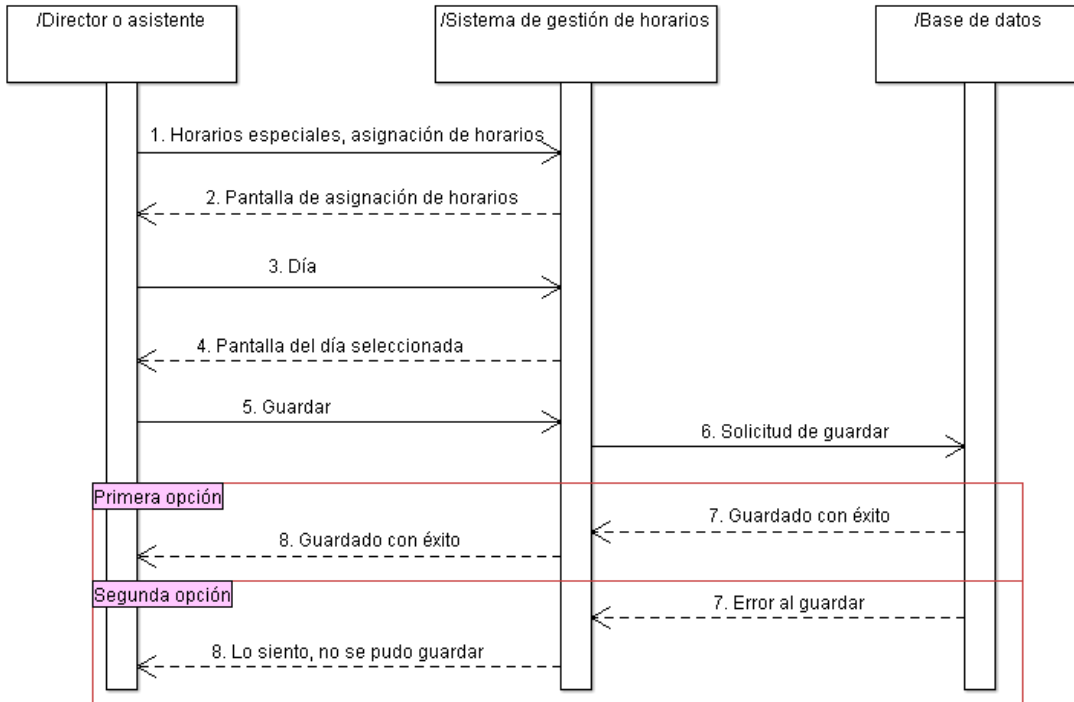 /Director o asistente
/Sistema de gestión de horarios
/Base de datos
1. Horarios especiales, asignación de horarios
2. Pantalla de asignación de horarios
3. Día
4. Pantalla del día seleccionada
5. Guardar
6. Solicitud de guardar
Primera opción
7. Guardado con éxito
8. Guardado con éxito
Segunda opción
7. Error al guardar
8. Lo siento, no se pudo guardar